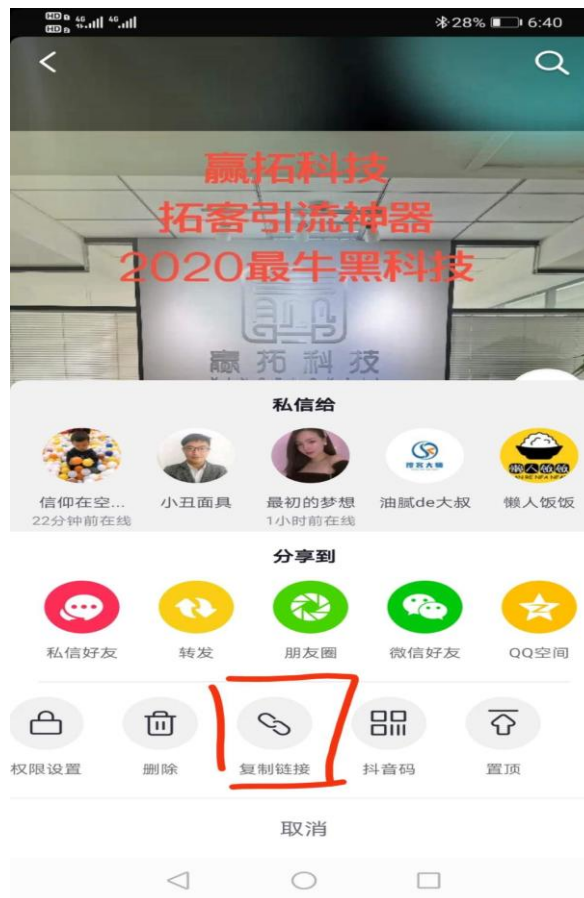 HD 4G 4G 28% 6:40
HD
赢拓科技
拓客引流神器
2020最牛黑科技
赢拓科技
私信给
信仰在空... 小丑面具 最初的梦想 油腻de大叔 懒人饭饭
22分钟前在线 1小时前在线
分享到
私信好友 转发 朋友圈 微信好友 QQ空间
权限设置 删除 复制链接 抖音码 置顶
取消